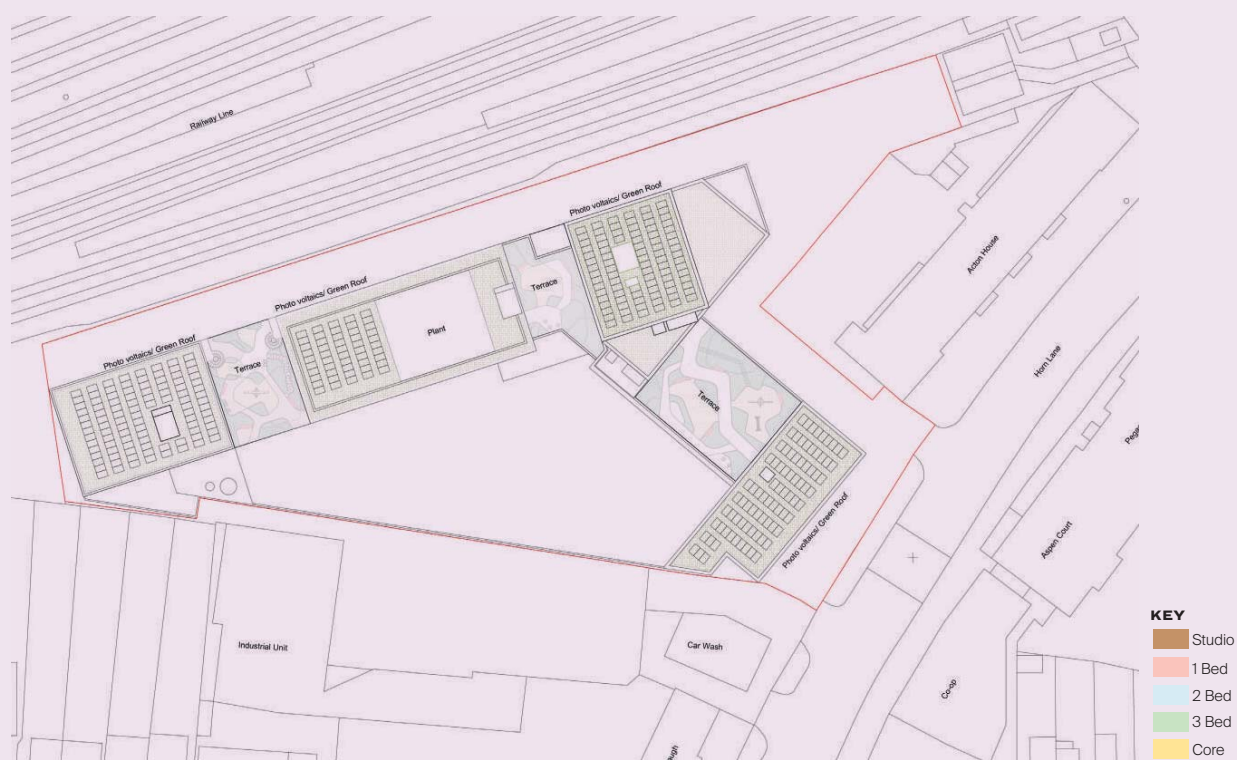 Railway Line
Photo voltaics/ Green Roof
Terrace
Acton House
Photo voltaics/ Green Roof
Plant
Photo voltaics/ Green Roof
Terrace
Horn Lane
Terrace
Photo voltaics/ Green Roof
Aspen Court
Industrial Unit
Car Wash
Co-op
KEY
Studio
1 Bed
2 Bed
3 Bed
Core